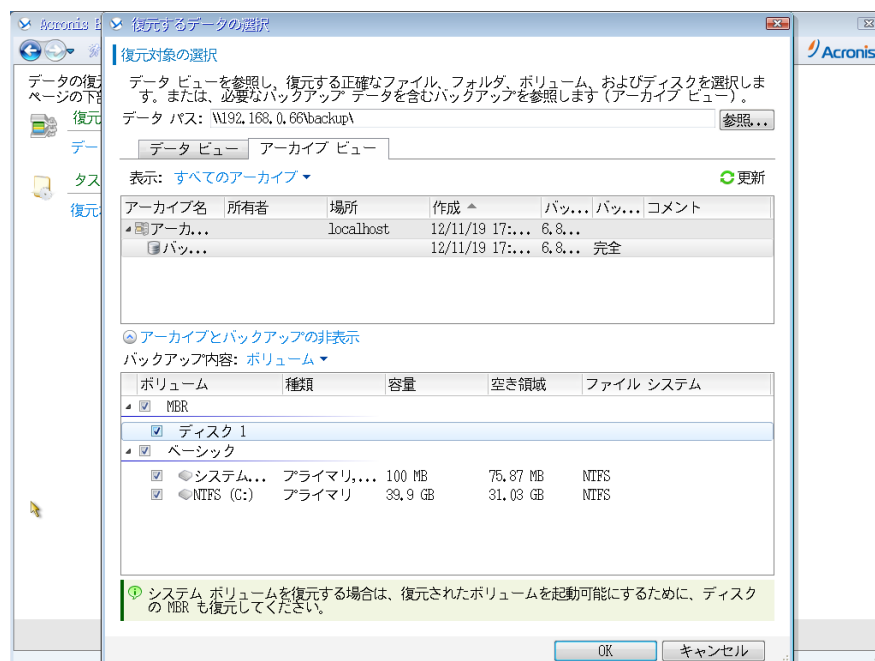 Acronis B
復元するデータの選択
Acronis
データの復元
ページの下部
復元
デー
タス
復元
復元対象の選択
データ ビューを参照し、復元する正確なファイル、フォルダ、ボリューム、およびディスクを選択しま
す。または、必要なバックアップ データを含むバックアップを参照します (アーカイブ ビュー) 。
データ パス: \\192.168.0.66\backup\ 参照...
データ ビュー アーカイブ ビュー
表示: すべてのアーカイブ 更新
アーカイブ名 所有者 場所 作成 バッ... バッ... コメント
アーカ... localhost 12/11/19 17:... 6.8...
バッ... 12/11/19 17:... 6.8... 完全
アーカイブとバックアップの非表示
バックアップ内容: ボリューム
ボリューム 種類 容量 空き領域 ファイル システム
MBR
ディスク 1
ベーシック
システム... プライマリ,... 100 MB 75.87 MB NTFS
NTFS (C:) プライマリ 39.9 GB 31.03 GB NTFS
システム ボリュームを復元する場合は、復元されたボリュームを起動可能にするために、ディスク
の MBR も復元してください。
OK キャンセル